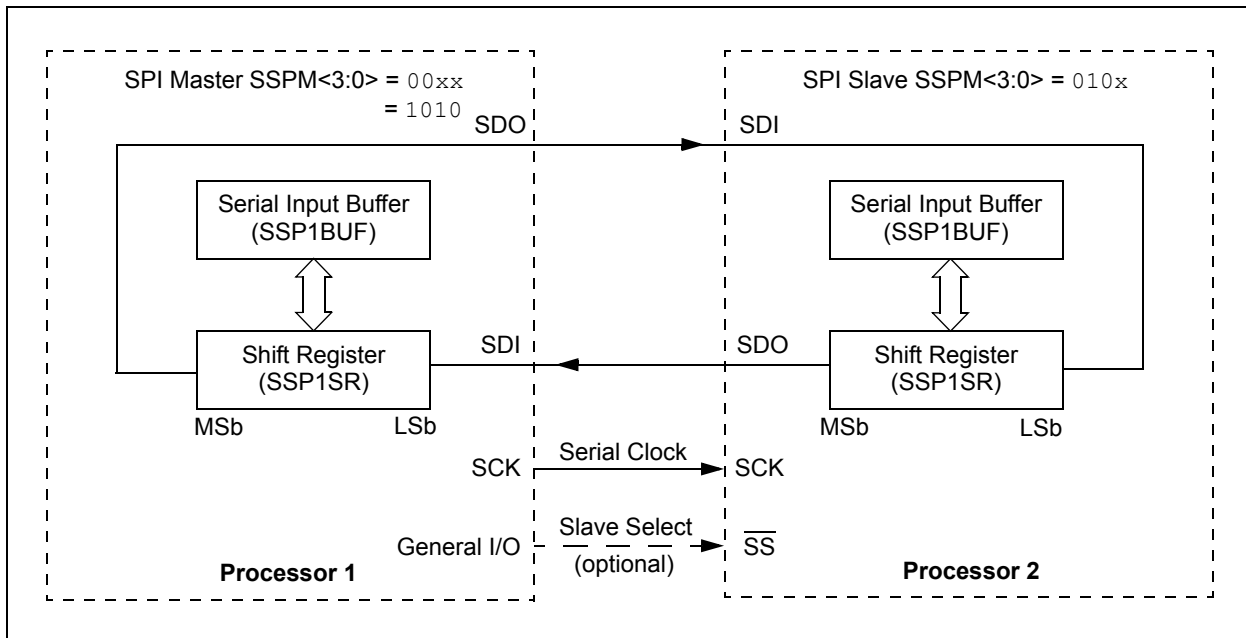 SPI Master SSPM<3:0> = 00xx
= 1010
SDO
Serial Input Buffer
(SSP1BUF)
Shift Register
(SSP1SR)
MSb
LSb
SDI
SCK
General I/O
Processor 1
Serial Clock
Slave Select
(optional)
SPI Slave SSPM<3:0> = 010x
SDI
Serial Input Buffer
(SSP1BUF)
SDO
Shift Register
(SSP1SR)
MSb
LSb
SCK
S̅S̅
Processor 2